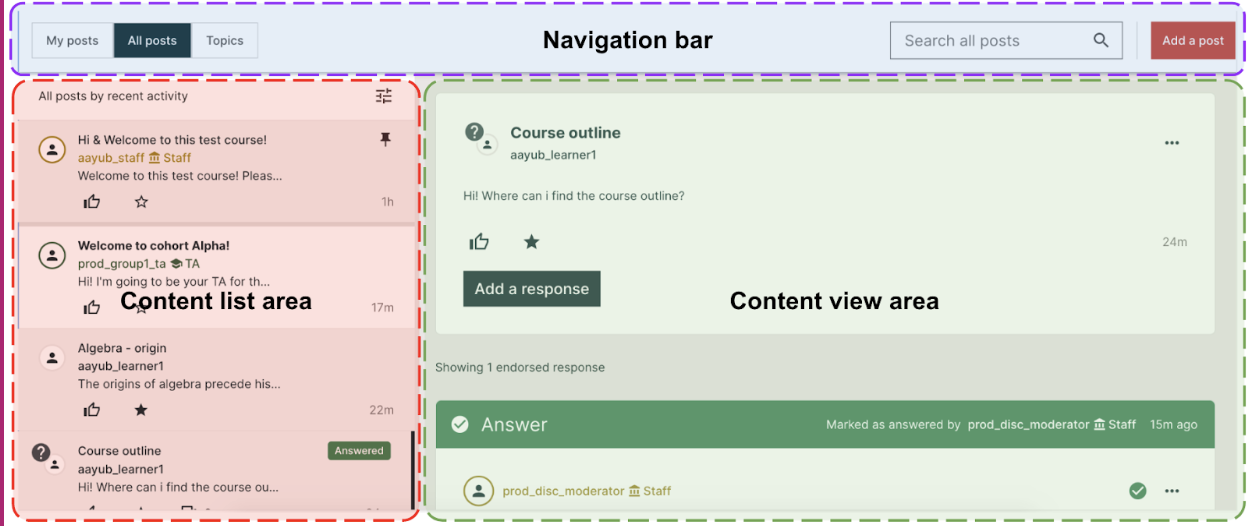 My posts All posts Topics Navigation bar Search all posts Add a post
All posts by recent activity
Hi & Welcome to this test course!
aayub_staff Staff
Welcome to this test course! Pleas...
1h
Welcome to cohort Alpha!
prod_group1_ta TA
Hi! I'm going to be your TA for th...
17m
Content list area
Algebra - origin
aayub_learner1
The origins of algebra precede his...
22m
? Course outline Answered
aayub_learner1
Hi! Where can i find the course ou...
? Course outline
aayub_learner1
Hi! Where can i find the course outline?
24m
Add a response
Content view area
Showing 1 endorsed response
Answer Marked as answered by prod_disc_moderator Staff 15m ago
prod_disc_moderator Staff